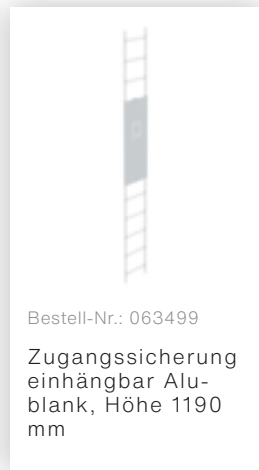 Bestell-Nr.: 063499
Zugangssicherung
einhängbar Alu-
blank, Höhe 1190
mm